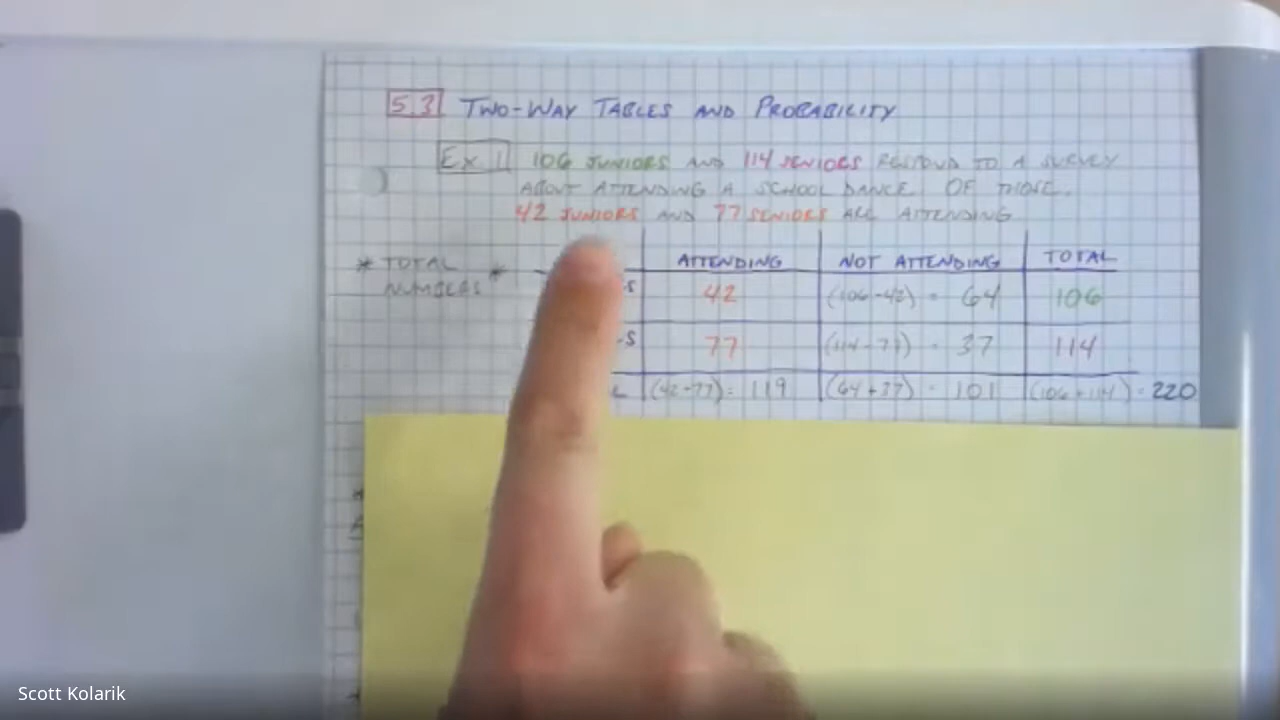 5.3 TWO-WAY TABLES AND PROBABILITY
EX 1 106 JUNIORS AND 114 SENIORS RESPOND TO A SURVEY
ABOUT ATTENDING A SCHOOL DANCE. OF THOSE,
42 JUNIORS AND 77 SENIORS ARE ATTENDING
* TOTAL *
NUMBERS
ATTENDING NOT ATTENDING TOTAL
-S 42 (106-42) = 64 106
-S 77 (114-77) = 37 114
L (42+77) = 119 (64+37) = 101 (106+114) = 220
Scott Kolarik